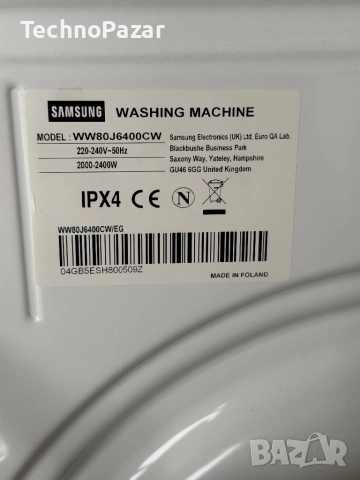 TechnoPazar
SAMSUNG WASHING MACHINE
MODEL : WW80J6400CW
220-240V~50Hz
2000-2400W
Samsung Electronics (UK) Ltd. Euro QA Lab.
Blackbushe Business Park
Saxony Way, Yateley, Hampshire
GU46 6GG United Kingdom
IPX4 CE N
WW80J6400CW/EG
04GB5ESH800509Z
MADE IN POLAND
BAZAR